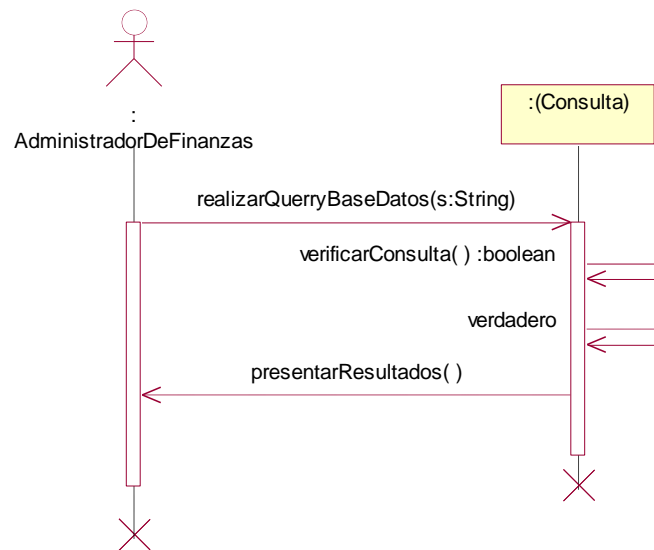 :
AdministradorDeFinanzas
:(Consulta)
realizarQuerryBaseDatos(s:String)
verificarConsulta( ) :boolean
verdadero
presentarResultados( )